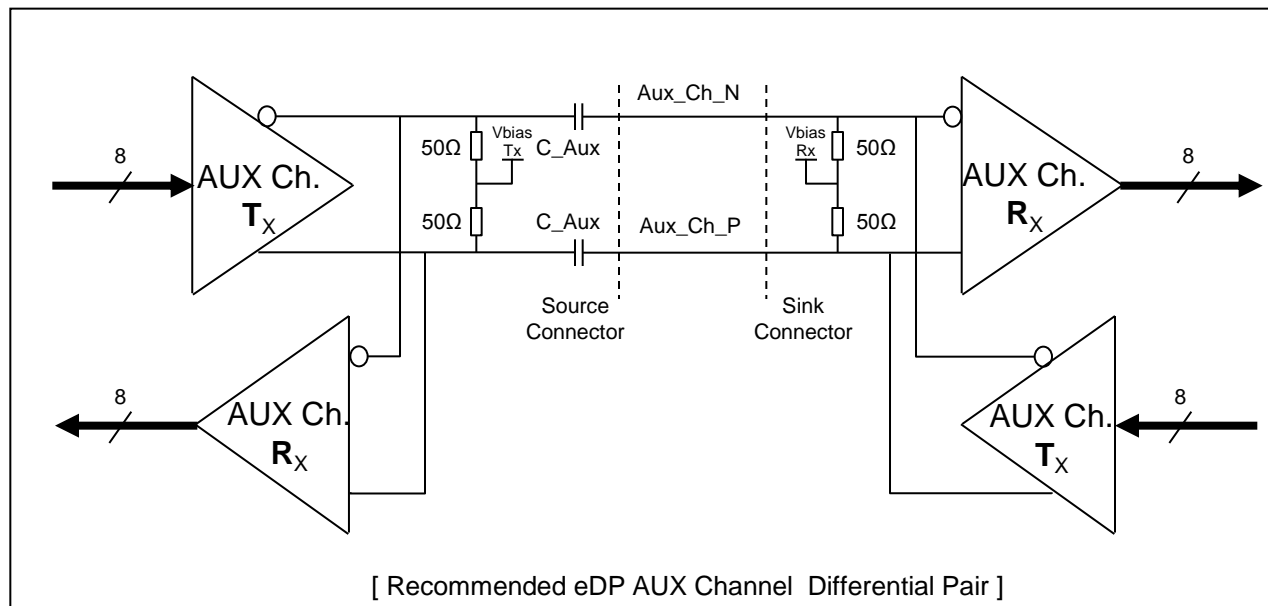 Aux_Ch_N
8
AUX Ch.
TX
50Ω
Vbias
Tx
C_Aux
Vbias
Rx
50Ω
AUX Ch.
RX
8
50Ω
C_Aux
Aux_Ch_P
50Ω
Source
Connector
Sink
Connector
8
AUX Ch.
RX
AUX Ch.
TX
8
[ Recommended eDP AUX Channel Differential Pair ]